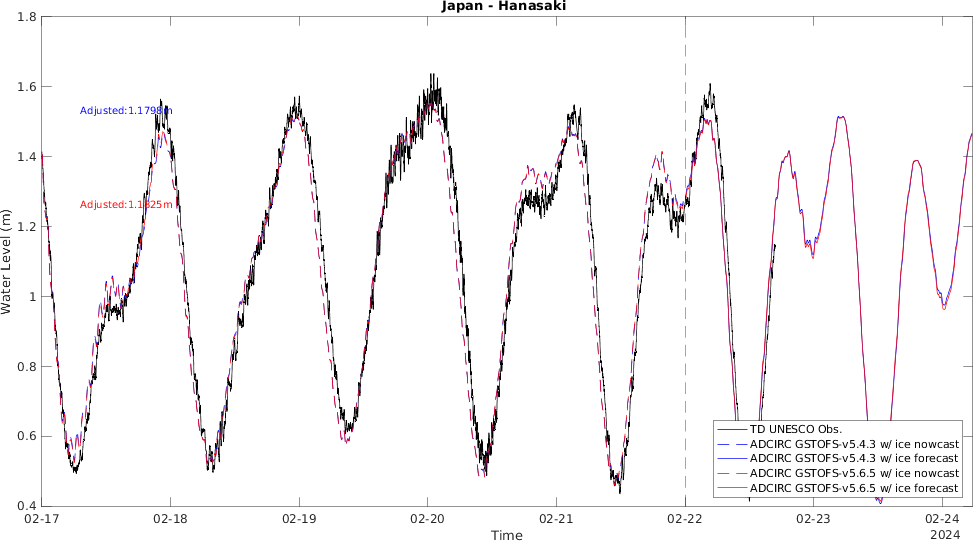 Japan - Hanasaki
1.8
1.6
1.4
1.2
1
0.8
0.6
0.4
Water Level (m)
Adjusted:1.1798m
Adjusted:1.1825m
TD UNESCO Obs.
ADCIRC GSTOFS-v5.4.3 w/ ice nowcast
ADCIRC GSTOFS-v5.4.3 w/ ice forecast
ADCIRC GSTOFS-v5.6.5 w/ ice nowcast
ADCIRC GSTOFS-v5.6.5 w/ ice forecast
02-17 02-18 02-19 02-20 02-21 02-22 02-23 02-24
Time
2024